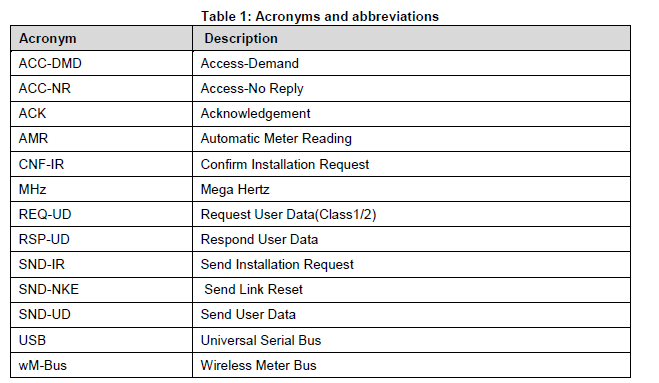 Table 1: Acronyms and abbreviations
Acronym Description
ACC-DMD Access-Demand
ACC-NR Access-No Reply
ACK Acknowledgement
AMR Automatic Meter Reading
CNF-IR Confirm Installation Request
MHz Mega Hertz
REQ-UD Request User Data(Class1/2)
RSP-UD Respond User Data
SND-IR Send Installation Request
SND-NKE Send Link Reset
SND-UD Send User Data
USB Universal Serial Bus
wM-Bus Wireless Meter Bus